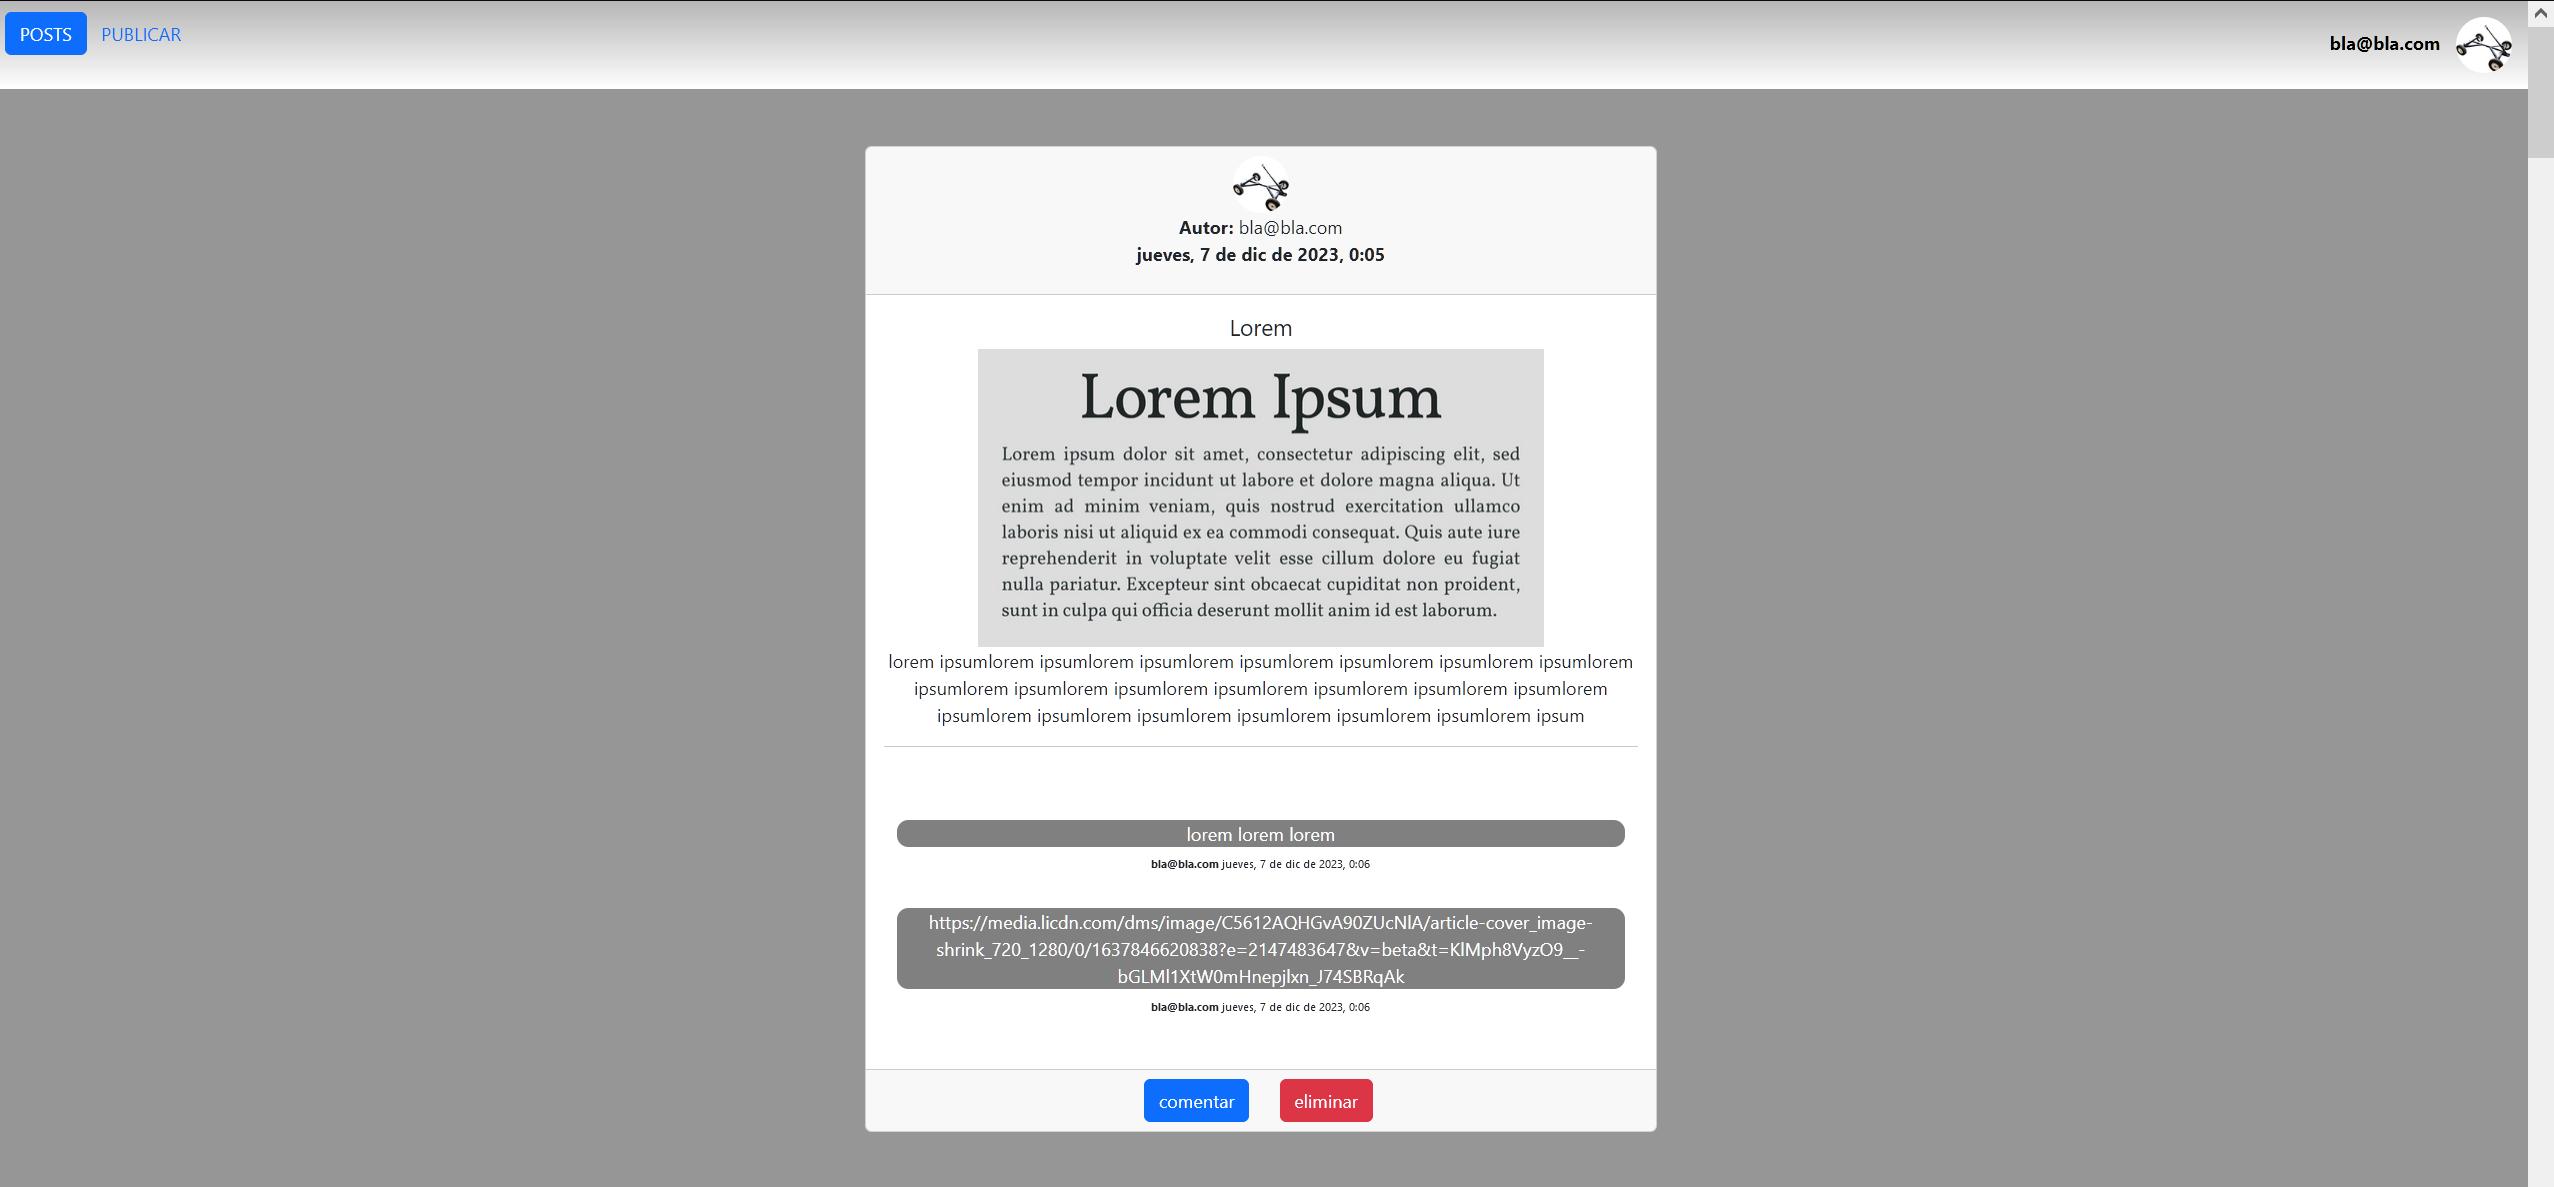 POSTS PUBLICAR bla@bla.com
Autor: bla@bla.com
jueves, 7 de dic de 2023, 0:05
Lorem
Lorem Ipsum
Lorem ipsum dolor sit amet, consectetur adipiscing elit, sed
eiusmod tempor incidunt ut labore et dolore magna aliqua. Ut
enim ad minim veniam, quis nostrud exercitation ullamco
laboris nisi ut aliquid ex ea commodi consequat. Quis aute iure
reprehenderit in voluptate velit esse cillum dolore eu fugiat
nulla pariatur. Excepteur sint obcaecat cupiditat non proident,
sunt in culpa qui officia deserunt mollit anim id est laborum.
lorem ipsumlorem ipsumlorem ipsumlorem ipsumlorem ipsumlorem ipsumlorem ipsumlorem
ipsumlorem ipsumlorem ipsumlorem ipsumlorem ipsumlorem ipsumlorem ipsumlorem
ipsumlorem ipsumlorem ipsumlorem ipsumlorem ipsumlorem ipsumlorem ipsum
lorem lorem lorem
bla@bla.com jueves, 7 de dic de 2023, 0:06
https://media.licdn.com/dms/image/C5612AQHGvA90ZUcNlA/article-cover_image-
shrink_720_1280/0/1637846620838?e=2147483647&v=beta&t=KlMph8VyzO9__-
bGLMl1XtW0mHnepjlxn_J74SBRqAk
bla@bla.com jueves, 7 de dic de 2023, 0:06
comentar eliminar